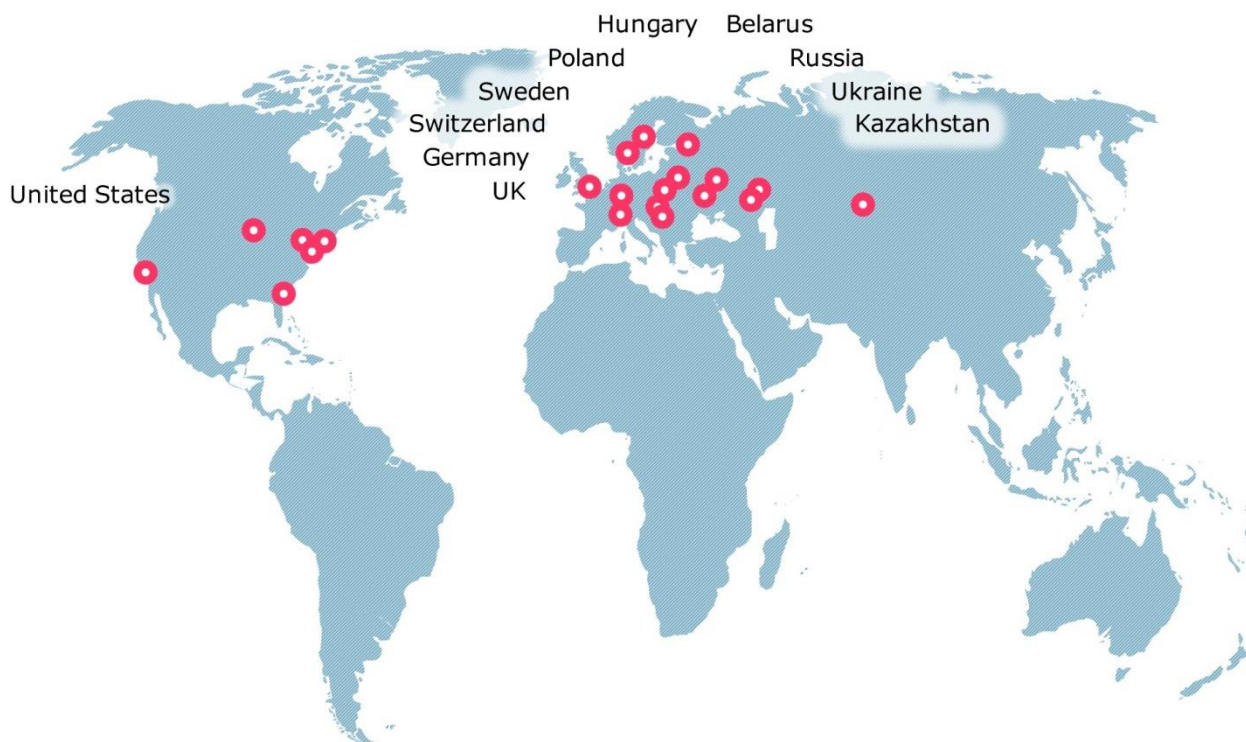 Hungary Belarus
Poland Russia
Sweden Ukraine
Switzerland Kazakhstan
Germany
UK
United States